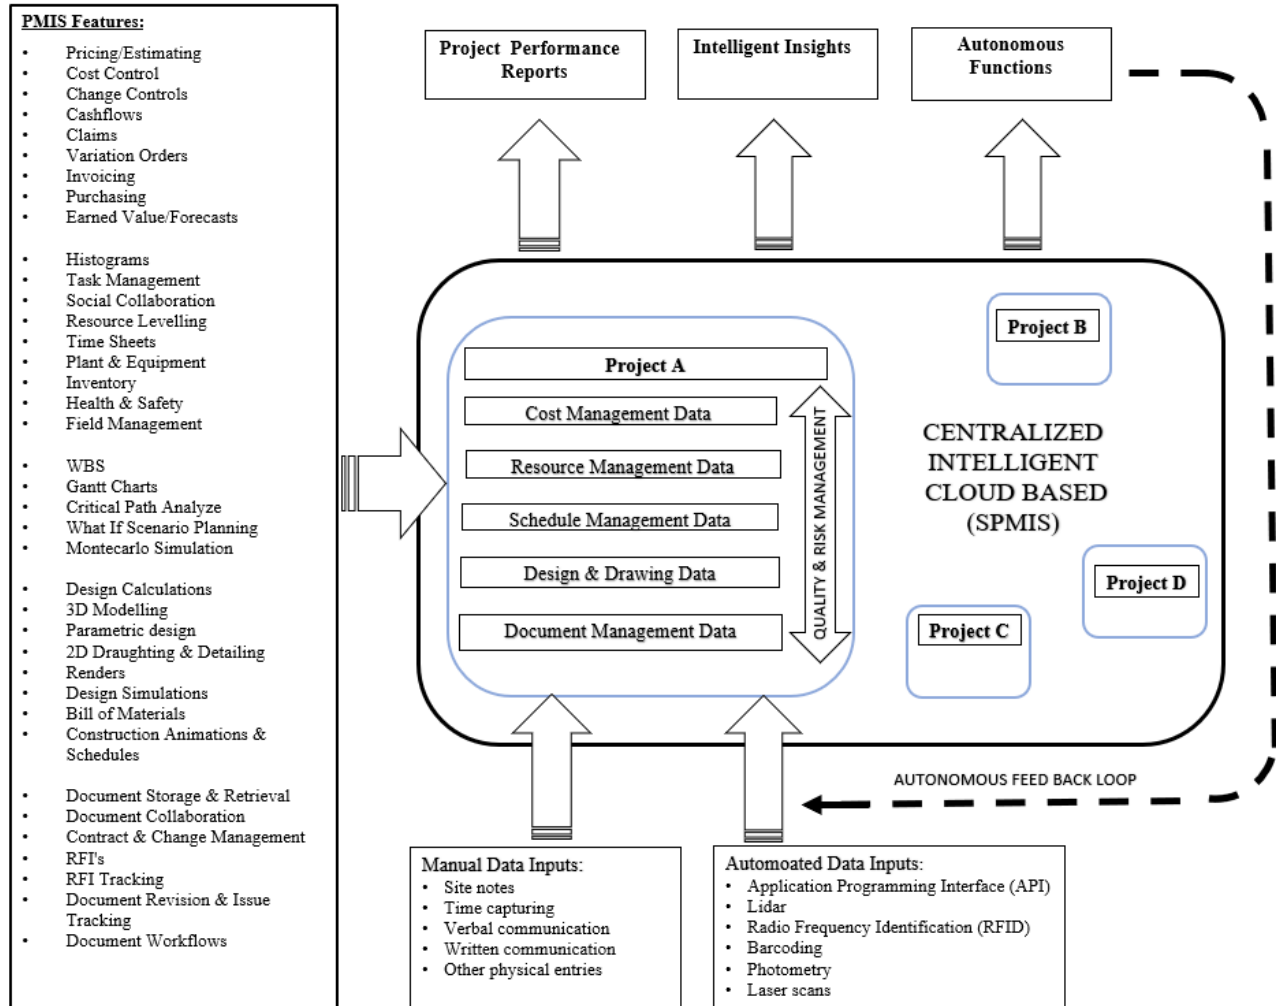 PMIS Features:
• Pricing/Estimating
• Cost Control
• Change Controls
• Cashflows
• Claims
• Variation Orders
• Invoicing
• Purchasing
• Earned Value/Forecasts
• Histograms
• Task Management
• Social Collaboration
• Resource Levelling
• Time Sheets
• Plant & Equipment
• Inventory
• Health & Safety
• Field Management
• WBS
• Gantt Charts
• Critical Path Analyze
• What If Scenario Planning
• Montecarlo Simulation
• Design Calculations
• 3D Modelling
• Parametric design
• 2D Draughting & Detailing
• Renders
• Design Simulations
• Bill of Materials
• Construction Animations &
Schedules
• Document Storage & Retrieval
• Document Collaboration
• Contract & Change Management
• RFI's
• RFI Tracking
• Document Revision & Issue
Tracking
• Document Workflows
Project Performance
Reports
Intelligent Insights
Autonomous
Functions
Project A
Cost Management Data
Resource Management Data
Schedule Management Data
Design & Drawing Data
Document Management Data
QUALITY & RISK MANAGEMENT
Project B
CENTRALIZED
INTELLIGENT
CLOUD BASED
(SPMIS)
Project D
Project C
AUTONOMOUS FEED BACK LOOP
Manual Data Inputs:
• Site notes
• Time capturing
• Verbal communication
• Written communication
• Other physical entries
Automoated Data Inputs:
• Application Programming Interface (API)
• Lidar
• Radio Frequency Identification (RFID)
• Barcoding
• Photometry
• Laser scans